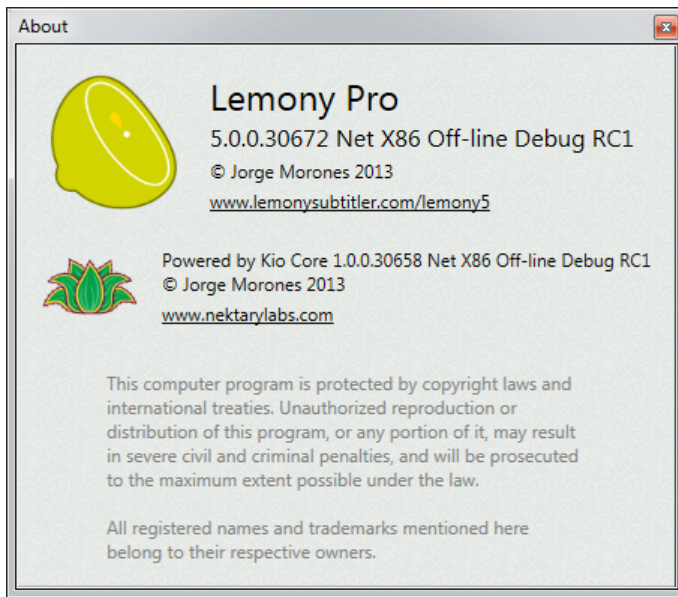 About
Lemony Pro
5.0.0.30672 Net X86 Off-line Debug RC1
© Jorge Morones 2013
www.lemonysubtitler.com/lemony5
Powered by Kio Core 1.0.0.30658 Net X86 Off-line Debug RC1
© Jorge Morones 2013
www.nektarylabs.com
This computer program is protected by copyright laws and
international treaties. Unauthorized reproduction or
distribution of this program, or any portion of it, may result
in severe civil and criminal penalties, and will be prosecuted
to the maximum extent possible under the law.
All registered names and trademarks mentioned here
belong to their respective owners.